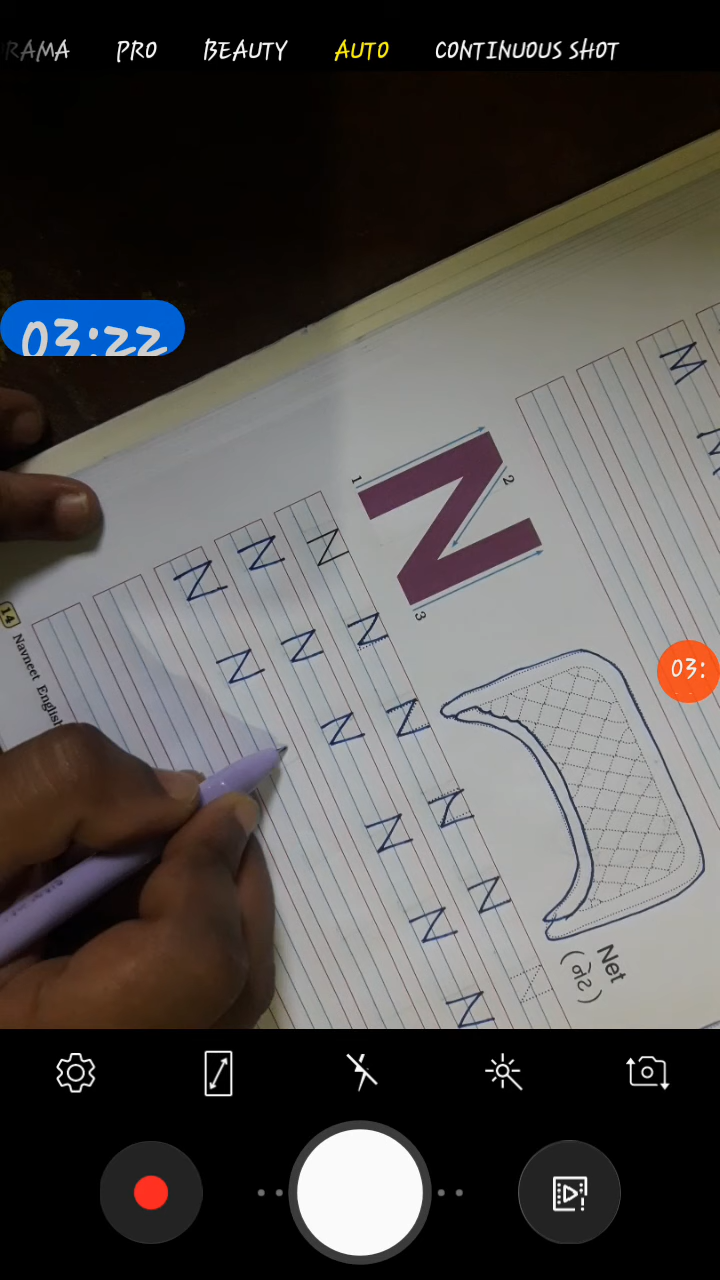 RAMA PRO BEAUTY AUTO CONTINUOUS SHOT
03:22
03:
M M
1 2 3
N
Net
(નેટ)
N N N N N N
N N N N N N
N N
14 Navneet English